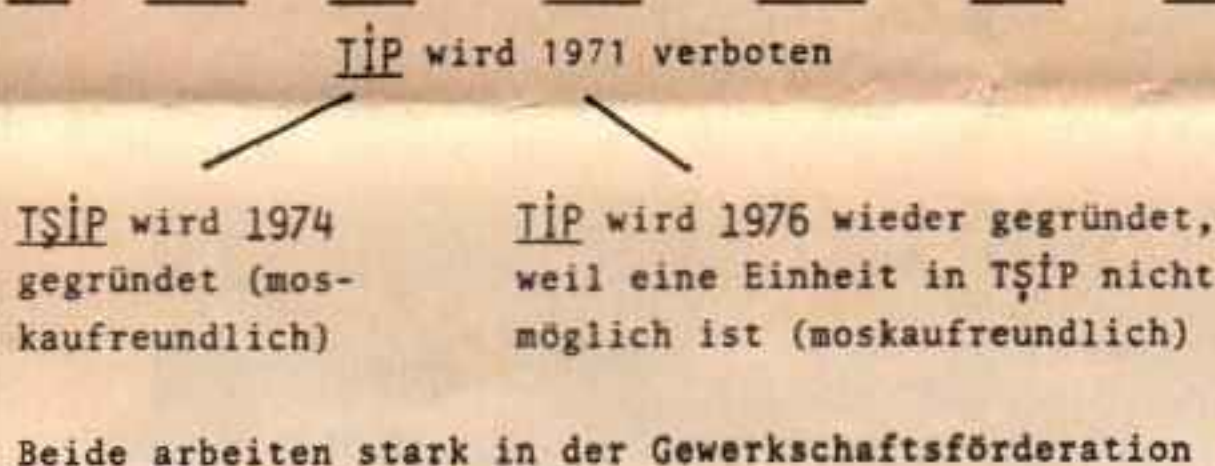 TİP wird 1971 verboten
TŞİP wird 1974
gegründet (mos-
kaufreundlich)
TİP wird 1976 wieder gegründet,
weil eine Einheit in TŞİP nicht
möglich ist (moskaufreundlich)
Beide arbeiten stark in der Gewerkschaftsförderation